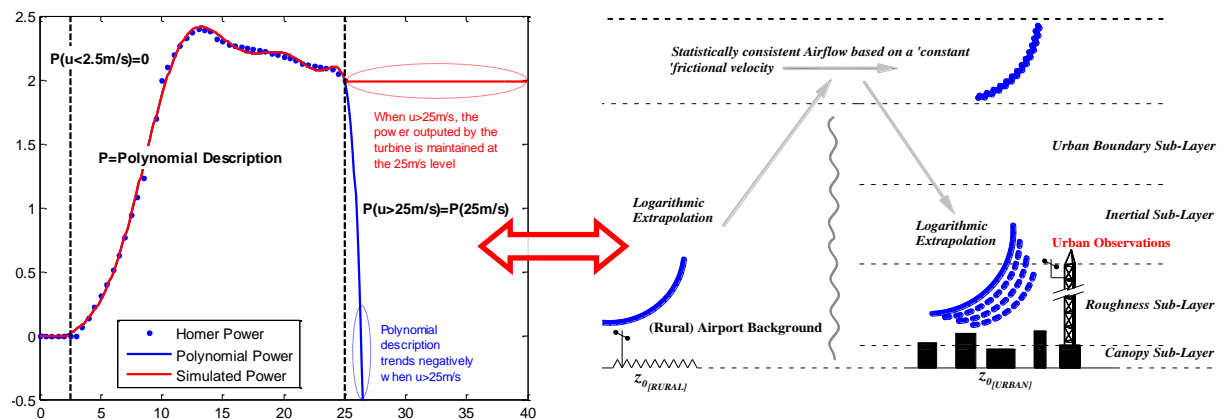 2.5
2
1.5
1
0.5
0
-0.5
0
5
10
15
20
25
30
35
40
P(u<2.5m/s)=0
P=Polynomial Description
When u>25m/s, the
power outputed by the
turbine is maintained at
the 25m/s level
P(u>25m/s)=P(25m/s)
Polynomial
description
trends negatively
when u>25m/s
Homer Power
Polynomial Power
Simulated Power
Statistically consistent Airflow based on a 'constant
'frictional velocity
Urban Boundary Sub-Layer
Logarithmic
Extrapolation
Logarithmic
Extrapolation
Inertial Sub-Layer
Urban Observations
Roughness Sub-Layer
(Rural) Airport Background
Canopy Sub-Layer
z0[RURAL]
z0[URBAN]